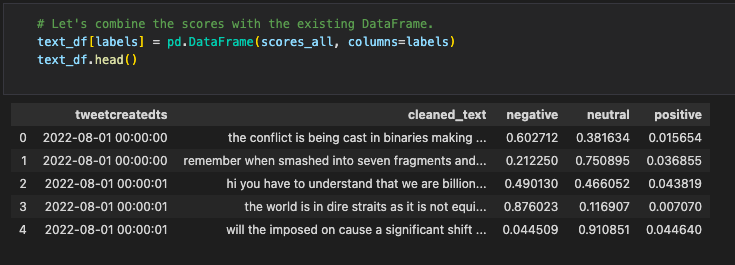 # Let's combine the scores with the existing DataFrame.
text_df[labels] = pd.DataFrame(scores_all, columns=labels)
text_df.head()
tweetcreatedts cleaned_text negative neutral positive
0 2022-08-01 00:00:00 the conflict is being cast in binaries making ... 0.602712 0.381634 0.015654
1 2022-08-01 00:00:00 remember when smashed into seven fragments and... 0.212250 0.750895 0.036855
2 2022-08-01 00:00:01 hi you have to understand that we are billion... 0.490130 0.466052 0.043819
3 2022-08-01 00:00:01 the world is in dire straits as it is not equi... 0.876023 0.116907 0.007070
4 2022-08-01 00:00:01 will the imposed on cause a significant shift ... 0.044509 0.910851 0.044640